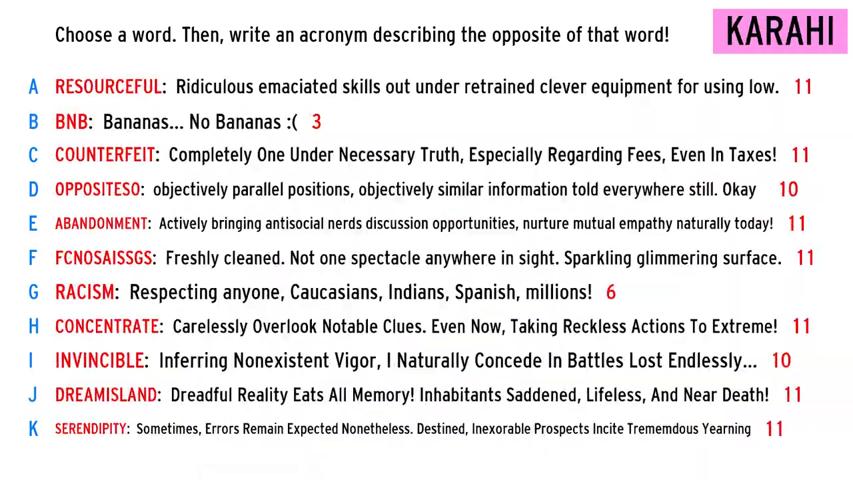 Choose a word. Then, write an acronym describing the opposite of that word!
KARAHI
A RESOURCEFUL: Ridiculous emaciated skills out under retrained clever equipment for using low. 11
B BNB: Bananas... No Bananas :( 3
C COUNTERFEIT: Completely One Under Necessary Truth, Especially Regarding Fees, Even In Taxes! 11
D OPPOSITESO: objectively parallel positions, objectively similar information told everywhere still. Okay 10
E ABANDONMENT: Actively bringing antisocial nerds discussion opportunities, nurture mutual empathy naturally today! 11
F FCNOSAISSGS: Freshly cleaned. Not one spectacle anywhere in sight. Sparkling glimmering surface. 11
G RACISM: Respecting anyone, Caucasians, Indians, Spanish, millions! 6
H CONCENTRATE: Carelessly Overlook Notable Clues. Even Now, Taking Reckless Actions To Extreme! 11
I INVINCIBLE: Inferring Nonexistent Vigor, I Naturally Concede In Battles Lost Endlessly... 10
J DREAMISLAND: Dreadful Reality Eats All Memory! Inhabitants Saddened, Lifeless, And Near Death! 11
K SERENDIPITY: Sometimes, Errors Remain Expected Nonetheless. Destined, Inexorable Prospects Incite Trememdous Yearning 11